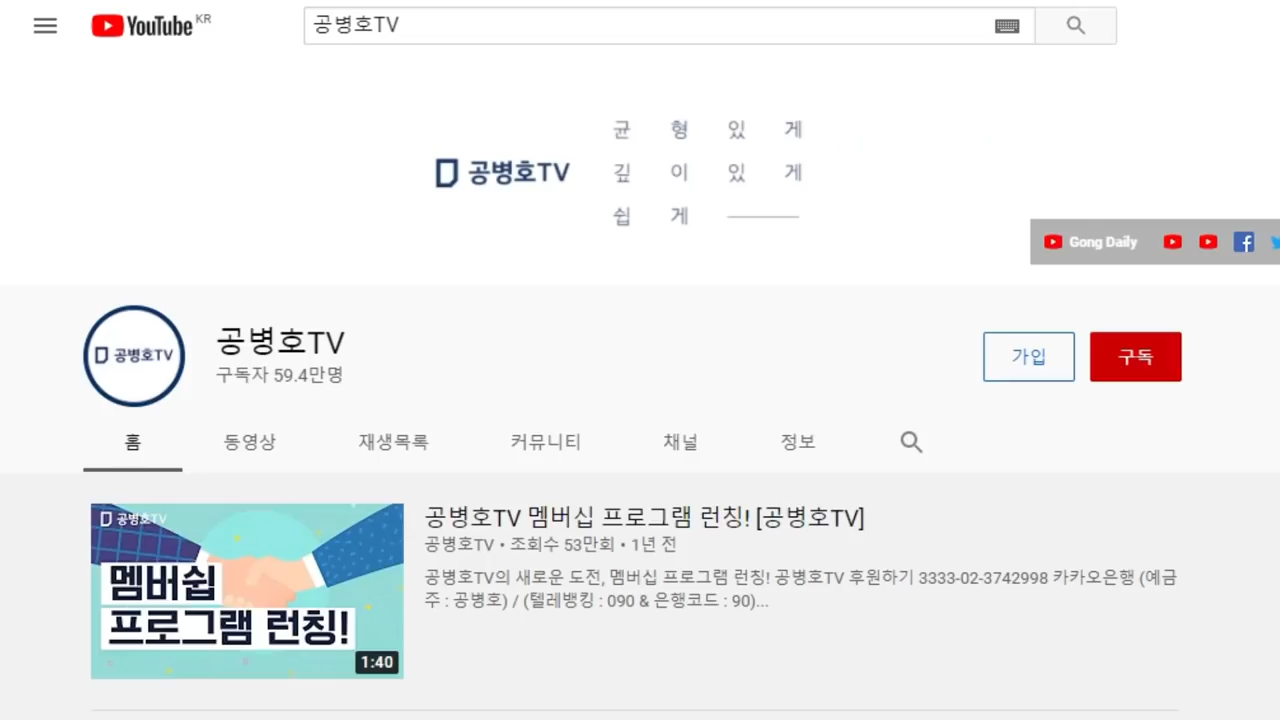 YouTube KR
공병호TV
균 형 있 게
공병호TV
깊 이 있 게
쉽 게
Gong Daily
공병호TV
공병호TV
구독자 59.4만명
가입
구독
홈
동영상
재생목록
커뮤니티
채널
정보
공병호TV
멤버쉽
프로그램 런칭!
1:40
공병호TV 멤버십 프로그램 런칭! [공병호TV]
공병호TV • 조회수 53만회 • 1년 전
공병호TV의 새로운 도전, 멤버십 프로그램 런칭! 공병호TV 후원하기 3333-02-3742998 카카오은행 (예금
주 : 공병호) / (텔레뱅킹 : 090 & 은행코드 : 90)...